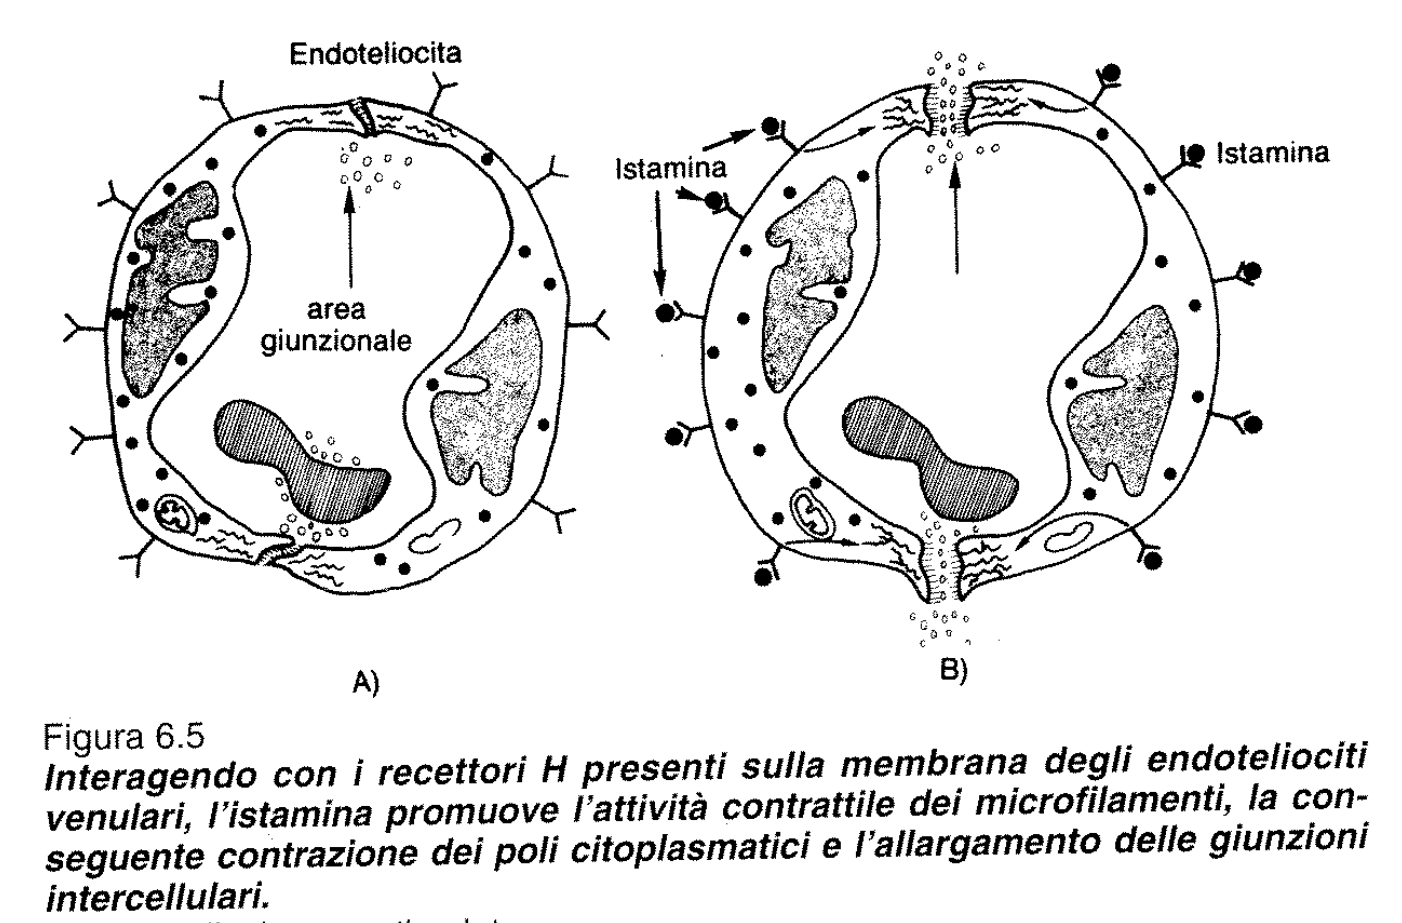 Endoteliocita
Istamina
Istamina
area
giunzionale
A)
B)
Figura 6.5
Interagendo con i recettori H presenti sulla membrana degli endoteliociti
venulari, l'istamina promuove l'attività contrattile dei microfilamenti, la con-
seguente contrazione dei poli citoplasmatici e l'allargamento delle giunzioni
intercellulari.